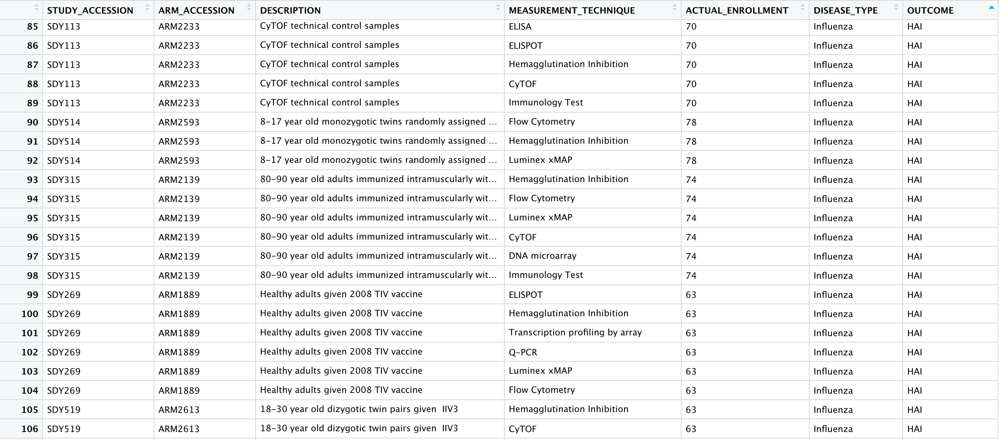 STUDY_ACCESSION ARM_ACCESSION DESCRIPTION MEASUREMENT_TECHNIQUE ACTUAL_ENROLLMENT DISEASE_TYPE OUTCOME
85 SDY113 ARM2233 CyTOF technical control samples ELISA 70 Influenza HAI
86 SDY113 ARM2233 CyTOF technical control samples ELISPOT 70 Influenza HAI
87 SDY113 ARM2233 CyTOF technical control samples Hemagglutination Inhibition 70 Influenza HAI
88 SDY113 ARM2233 CyTOF technical control samples CyTOF 70 Influenza HAI
89 SDY113 ARM2233 CyTOF technical control samples Immunology Test 70 Influenza HAI
90 SDY514 ARM2593 8-17 year old monozygotic twins randomly assigned ... Flow Cytometry 78 Influenza HAI
91 SDY514 ARM2593 8-17 year old monozygotic twins randomly assigned ... Hemagglutination Inhibition 78 Influenza HAI
92 SDY514 ARM2593 8-17 year old monozygotic twins randomly assigned ... Luminex xMAP 78 Influenza HAI
93 SDY315 ARM2139 80-90 year old adults immunized intramuscularly wit... Hemagglutination Inhibition 74 Influenza HAI
94 SDY315 ARM2139 80-90 year old adults immunized intramuscularly wit... Flow Cytometry 74 Influenza HAI
95 SDY315 ARM2139 80-90 year old adults immunized intramuscularly wit... Luminex xMAP 74 Influenza HAI
96 SDY315 ARM2139 80-90 year old adults immunized intramuscularly wit... CyTOF 74 Influenza HAI
97 SDY315 ARM2139 80-90 year old adults immunized intramuscularly wit... DNA microarray 74 Influenza HAI
98 SDY315 ARM2139 80-90 year old adults immunized intramuscularly wit... Immunology Test 74 Influenza HAI
99 SDY269 ARM1889 Healthy adults given 2008 TIV vaccine ELISPOT 63 Influenza HAI
100 SDY269 ARM1889 Healthy adults given 2008 TIV vaccine Hemagglutination Inhibition 63 Influenza HAI
101 SDY269 ARM1889 Healthy adults given 2008 TIV vaccine Transcription profiling by array 63 Influenza HAI
102 SDY269 ARM1889 Healthy adults given 2008 TIV vaccine Q-PCR 63 Influenza HAI
103 SDY269 ARM1889 Healthy adults given 2008 TIV vaccine Luminex xMAP 63 Influenza HAI
104 SDY269 ARM1889 Healthy adults given 2008 TIV vaccine Flow Cytometry 63 Influenza HAI
105 SDY519 ARM2613 18-30 year old dizygotic twin pairs given  IIV3 Hemagglutination Inhibition 63 Influenza HAI
106 SDY519 ARM2613 18-30 year old dizygotic twin pairs given  IIV3 CyTOF 63 Influenza HAI